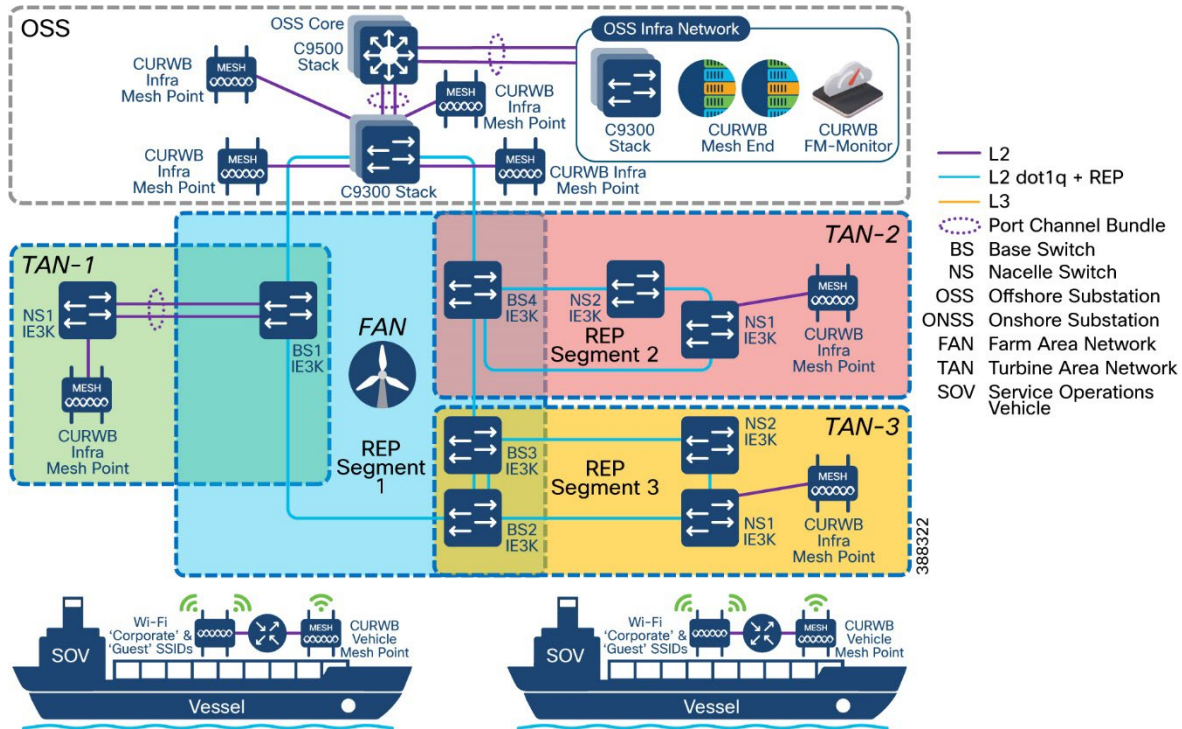 OSS
OSS Core
C9500
Stack
OSS Infra Network
C9300
Stack
CURWB
Mesh End
CURWB
FM-Monitor
CURWB
Infra
Mesh Point
MESH
MESH
CURWB
Infra
Mesh Point
CURWB
Infra
Mesh Point
MESH
C9300 Stack
MESH
CURWB Infra
Mesh Point
L2
L2 dot1q + REP
L3
Port Channel Bundle
BS Base Switch
NS Nacelle Switch
OSS Offshore Substation
ONSS Onshore Substation
FAN Farm Area Network
TAN Turbine Area Network
SOV Service Operations
Vehicle
TAN-1
NS1
IE3K
BS1
IE3K
MESH
CURWB
Infra
Mesh Point
FAN
REP
Segment
1
TAN-2
BS4
IE3K
NS2
IE3K
REP
Segment 2
NS1
IE3K
MESH
CURWB
Infra
Mesh Point
TAN-3
BS3
IE3K
NS2
IE3K
REP
Segment 3
BS2
IE3K
NS1
IE3K
MESH
CURWB
Infra
Mesh Point
388322
SOV
Wi-Fi
'Corporate' &
'Guest' SSIDs
MESH
CURWB
Vehicle
Mesh Point
Vessel
SOV
Wi-Fi
'Corporate' &
'Guest' SSIDs
MESH
CURWB
Vehicle
Mesh Point
Vessel